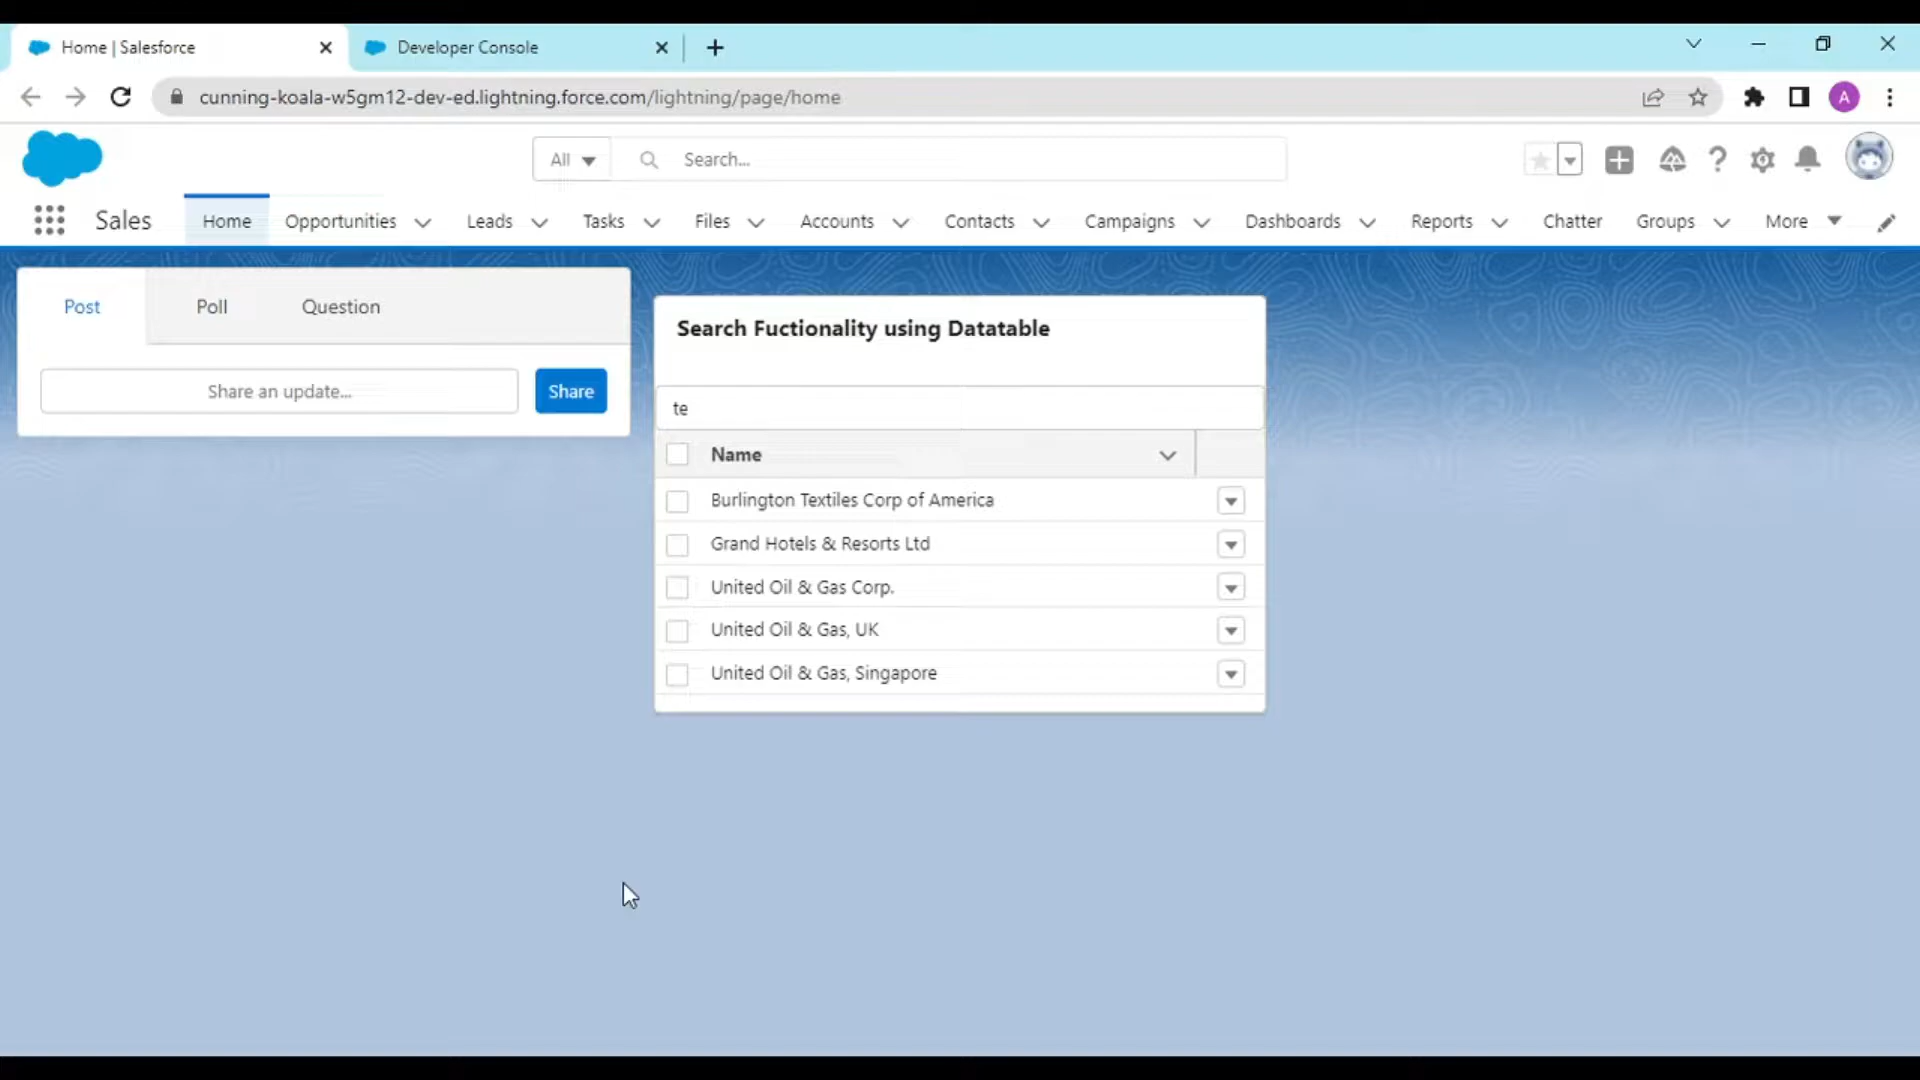 Home | Salesforce
Developer Console
cunning-koala-w5gm12-dev-ed.lightning.force.com/lightning/page/home
A
All
Search...
Sales
Home
Opportunities
Leads
Tasks
Files
Accounts
Contacts
Campaigns
Dashboards
Reports
Chatter
Groups
More
Post
Poll
Question
Share an update...
Share
Search Fuctionality using Datatable
te
Name
Burlington Textiles Corp of America
Grand Hotels & Resorts Ltd
United Oil & Gas Corp.
United Oil & Gas, UK
United Oil & Gas, Singapore